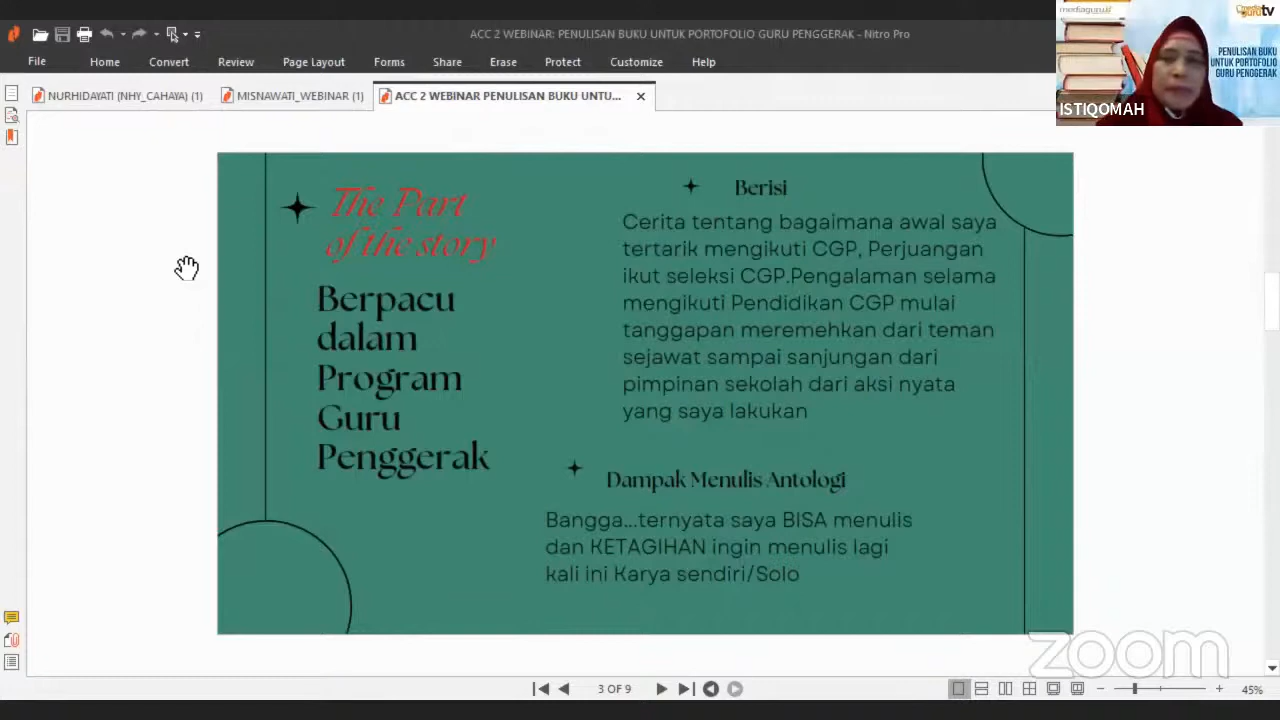 ACC 2 WEBINAR: PENULISAN BUKU UNTUK PORTOFOLIO GURU PENGGERAK - Nitro Pro
File Home Convert Review Page Layout Forms Share Erase Protect Customize Help
NURHIDAYATI (NHY_CAHAYA) (1) MISNAWATI_WEBINAR (1) ACC 2 WEBINAR PENULISAN BUKU UNTU...
mediaguru.id
mediagurutv
PENULISAN BUKU
UNTUK PORTOFOLIO
GURU PENGGERAK
ISTIQOMAH
The Part
of the story
Berpacu
dalam
Program
Guru
Penggerak
Berisi
Cerita tentang bagaimana awal saya
tertarik mengikuti CGP, Perjuangan
ikut seleksi CGP.Pengalaman selama
mengikuti Pendidikan CGP mulai
tanggapan meremehkan dari teman
sejawat sampai sanjungan dari
pimpinan sekolah dari aksi nyata
yang saya lakukan
Dampak Menulis Antologi
Bangga...ternyata saya BISA menulis
dan KETAGIHAN ingin menulis lagi
kali ini Karya sendiri/Solo
zoom
3 OF 9
45%